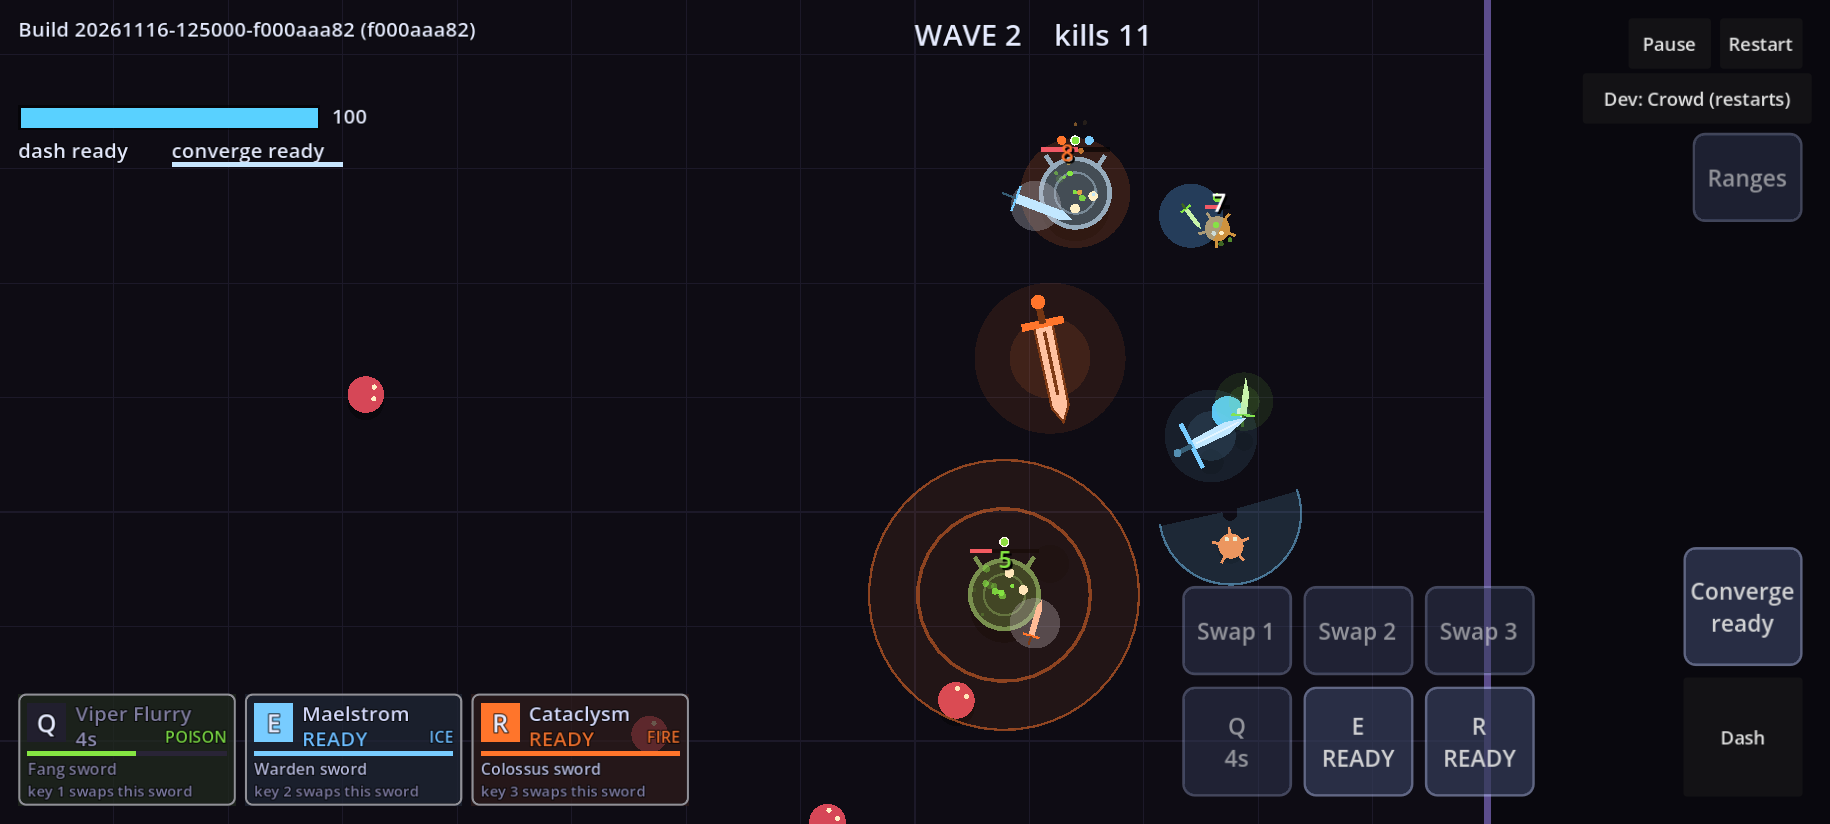 Build 20261116-125000-f000aaa82 (f000aaa82)
WAVE 2 kills 11
Pause
Restart
Dev: Crowd (restarts)
100
dash ready
converge ready
8
7
Ranges
5
Converge
ready
Swap 1
Swap 2
Swap 3
Q
Viper Flurry
4s
POISON
Fang sword
key 1 swaps this sword
E
Maelstrom
READY
ICE
Warden sword
key 2 swaps this sword
R
Cataclysm
READY
FIRE
Colossus sword
key 3 swaps this sword
Q
4s
E
READY
R
READY
Dash